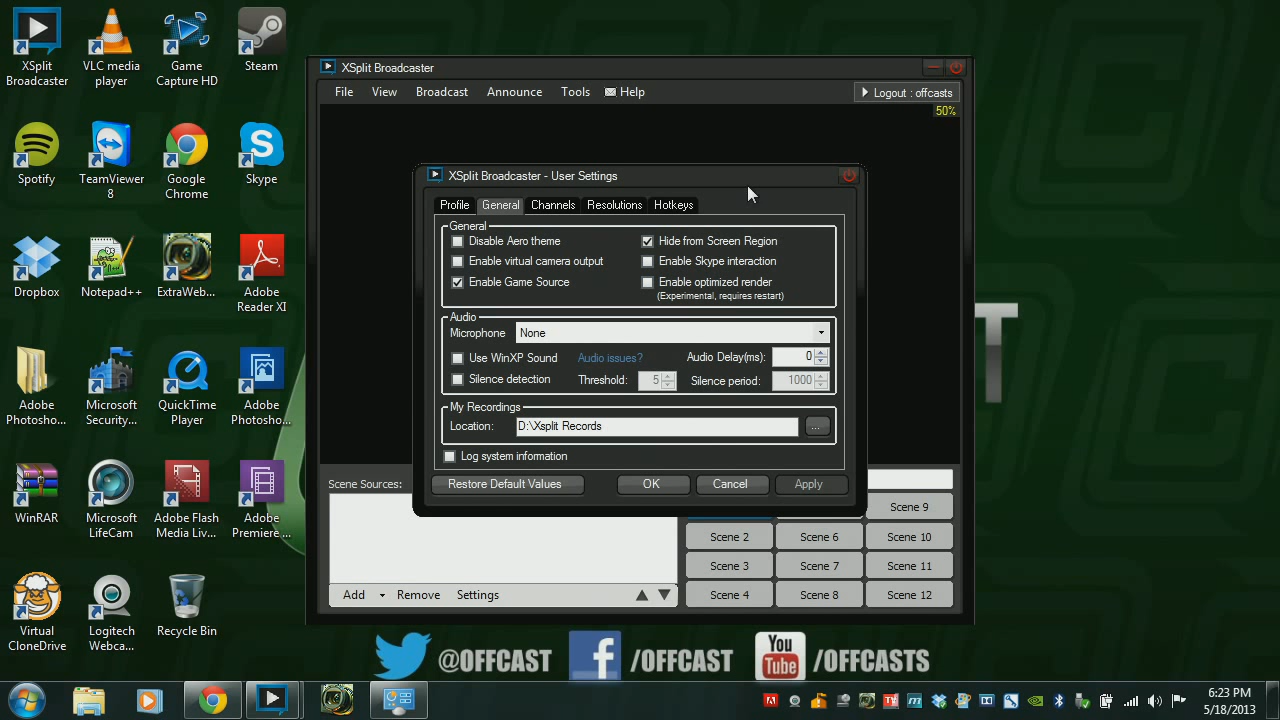 XSplit
Broadcaster
VLC media
player
Game
Capture HD
Steam
Spotify
TeamViewer
8
Google
Chrome
Skype
Dropbox
Notepad++
ExtraWeb...
Adobe
Reader XI
Adobe
Photosho...
Microsoft
Security...
QuickTime
Player
Adobe
Photosho...
WinRAR
Microsoft
LifeCam
Adobe Flash
Media Liv...
Adobe
Premiere ...
Virtual
CloneDrive
Logitech
Webca...
Recycle Bin
XSplit Broadcaster
File View Broadcast Announce Tools Help
Logout : offcasts
50%
XSplit Broadcaster - User Settings
Profile General Channels Resolutions Hotkeys
General
Disable Aero theme Hide from Screen Region
Enable virtual camera output Enable Skype interaction
Enable Game Source Enable optimized render
(Experimental, requires restart)
Audio
Microphone None
Use WinXP Sound Audio issues? Audio Delay(ms): 0
Silence detection Threshold: 5 Silence period: 1000
My Recordings
Location: D:\Xsplit Records ...
Log system information
Restore Default Values OK Cancel Apply
Scene Sources:
Scene 9
Scene 2 Scene 6 Scene 10
Scene 3 Scene 7 Scene 11
Scene 4 Scene 8 Scene 12
Add Remove Settings
T
@OFFCAST f /OFFCAST You Tube /OFFCASTS
6:23 PM
5/18/2013